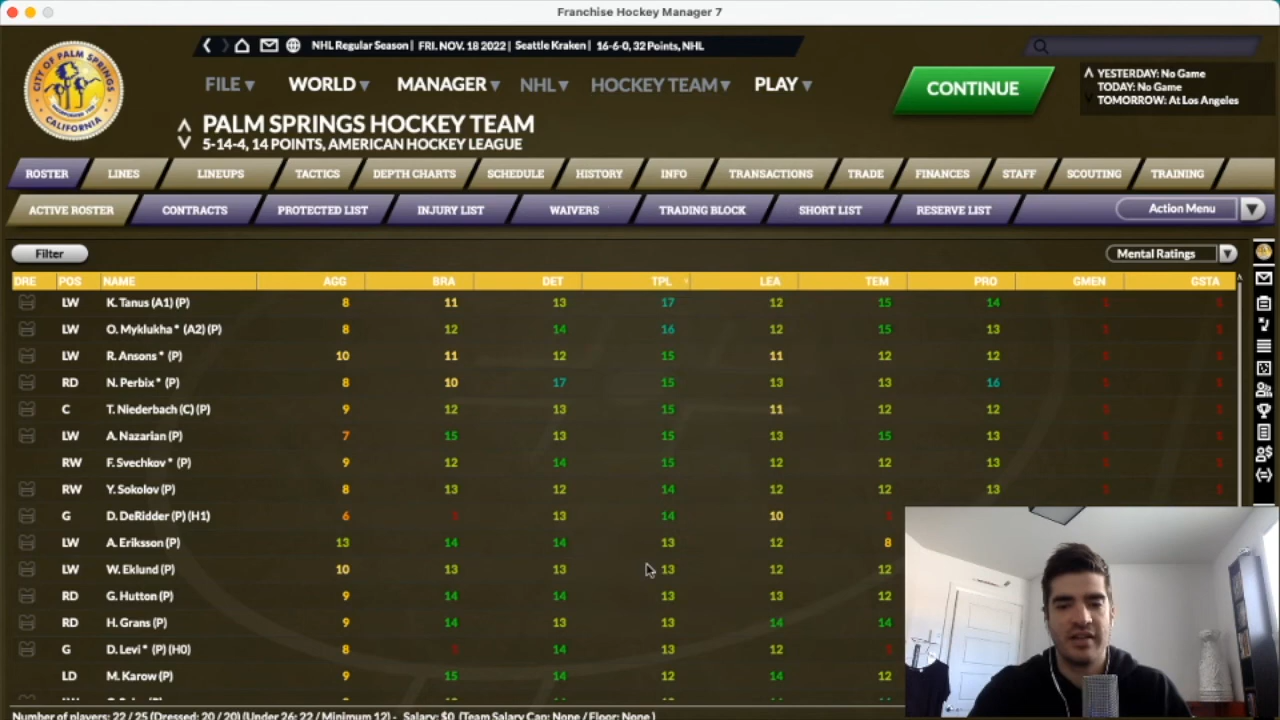 Franchise Hockey Manager 7
NHL Regular Season | FRI. NOV. 18 2022 | Seattle Kraken | 16-6-0, 32 Points, NHL
FILE WORLD MANAGER NHL HOCKEY TEAM PLAY
CONTINUE
YESTERDAY: No Game
TODAY: No Game
TOMORROW: At Los Angeles
CITY OF PALM SPRINGS
CALIFORNIA
PALM SPRINGS HOCKEY TEAM
5-14-4, 14 POINTS, AMERICAN HOCKEY LEAGUE
ROSTER LINES LINEUPS TACTICS DEPTH CHARTS SCHEDULE HISTORY INFO TRANSACTIONS TRADE FINANCES STAFF SCOUTING TRAINING
ACTIVE ROSTER CONTRACTS PROTECTED LIST INJURY LIST WAIVERS TRADING BLOCK SHORT LIST RESERVE LIST Action Menu
Filter Mental Ratings
DRE POS NAME AGG BRA DET TPL LEA TEM PRO GMEN GSTA
LW K. Tanus (A1) (P) 8 11 13 17 12 15 14
LW O. Myklukha * (A2) (P) 8 12 14 16 12 15 13
LW R. Ansons * (P) 10 11 12 15 11 12 12
RD N. Perbix * (P) 8 10 17 15 13 13 16
C T. Niederbach (C) (P) 9 12 13 15 11 12 12
LW A. Nazarian (P) 7 15 13 15 13 15 13
RW F. Svechkov * (P) 9 12 14 15 12 12 13
RW Y. Sokolov (P) 8 13 12 14 12 12 13
G D. DeRidder (P) (H1) 6 13 14 10
LW A. Eriksson (P) 13 14 14 13 12 8
LW W. Eklund (P) 10 13 13 13 12 12
RD G. Hutton (P) 9 14 14 13 13 12
RD H. Grans (P) 9 14 13 13 14 14
G D. Levi * (P) (H0) 8 14 13 12
LD M. Karow (P) 9 15 14 12 14 12
Number of players: 22 / 25 (Dressed: 20 / 20) (Under 26: 22 / Minimum 12) - Salary: $0 (Team Salary Cap: None / Floor: None )